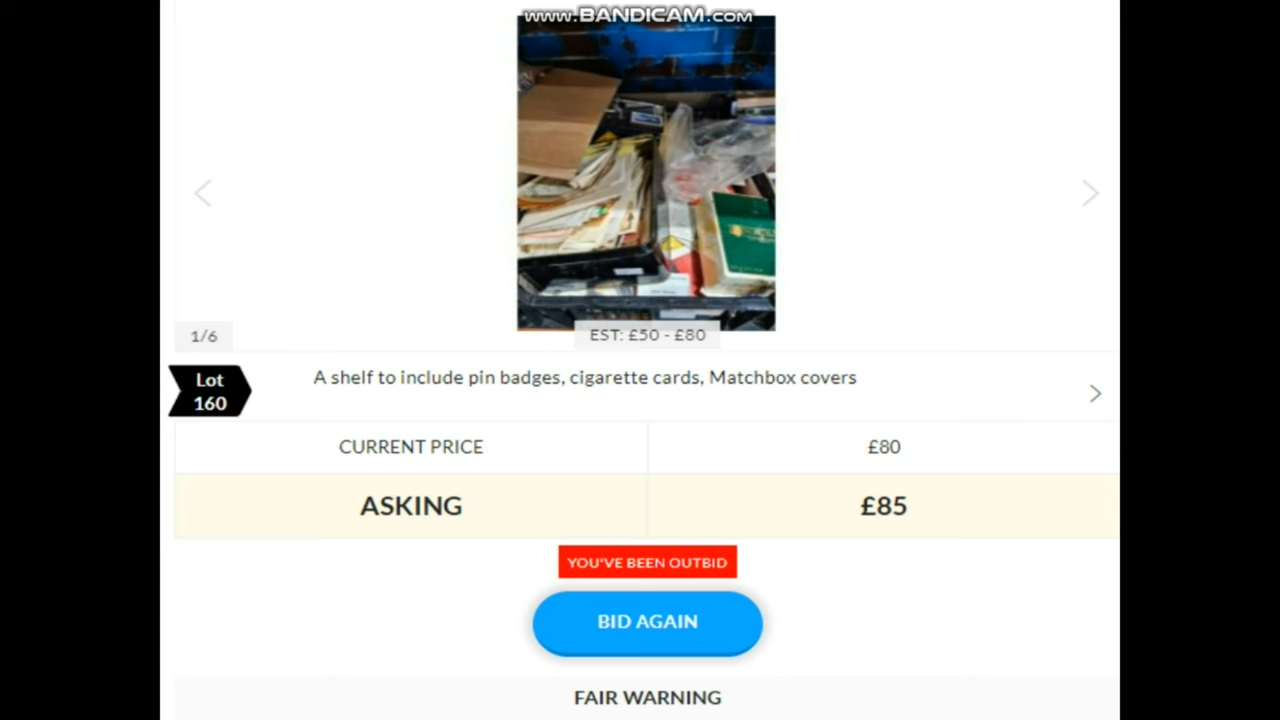 www.BANDICAM.com
1/6
EST: £50 - £80
Lot
160
A shelf to include pin badges, cigarette cards, Matchbox covers
CURRENT PRICE
£80
ASKING
£85
YOU'VE BEEN OUTBID
BID AGAIN
FAIR WARNING